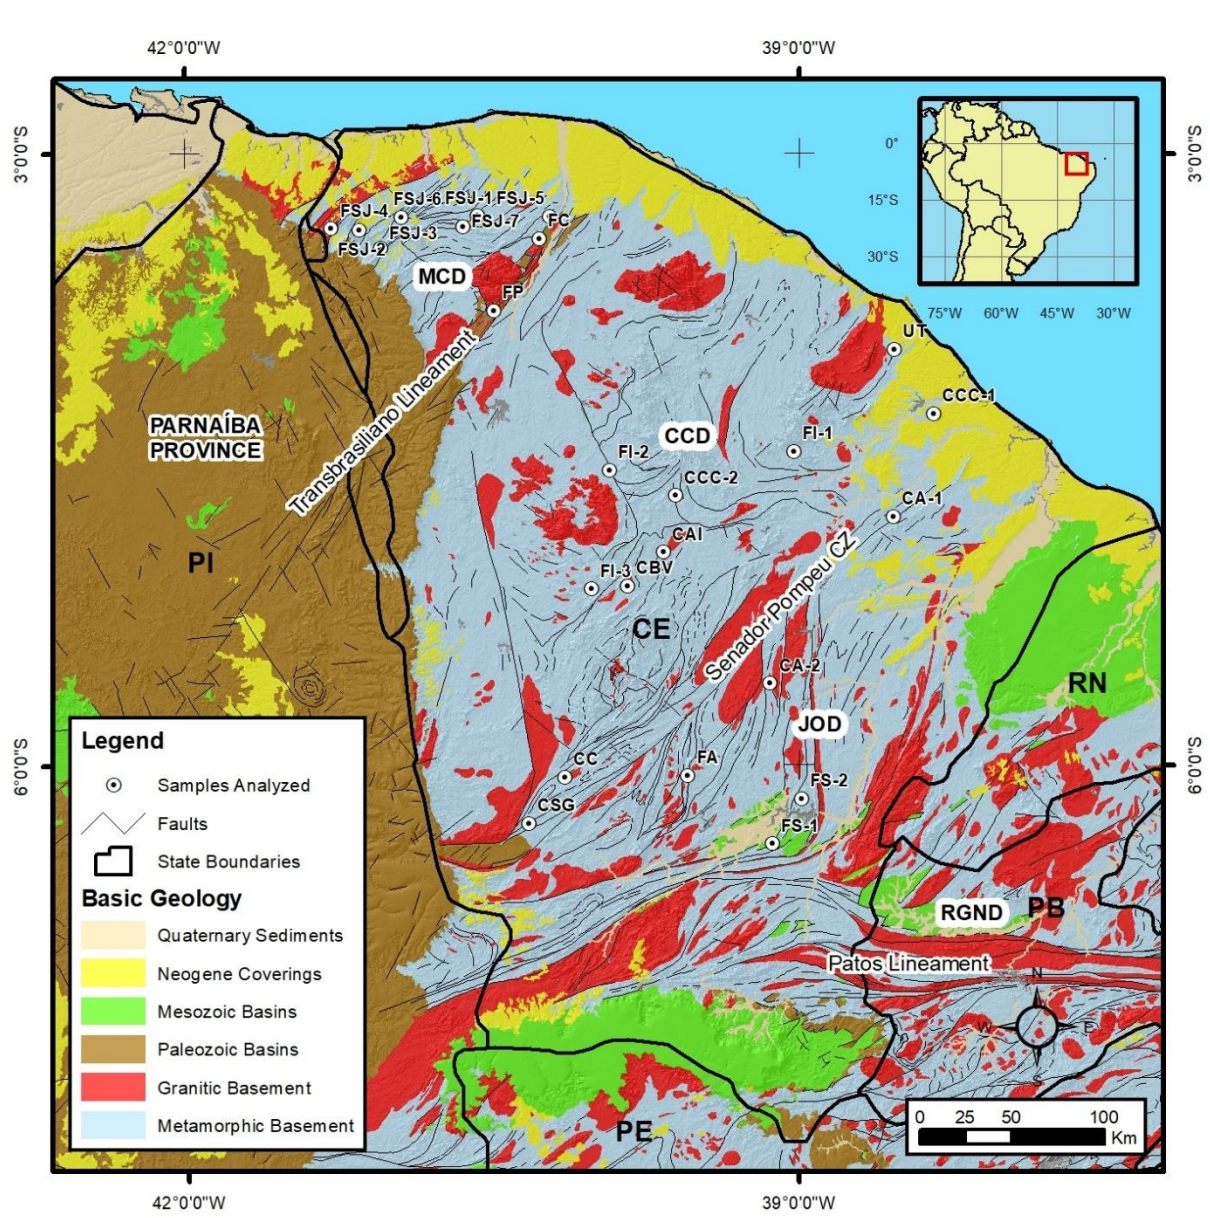 42°0'0"W
39°0'0"W
3°0'0"S
3°0'0"S
0°
15°S
30°S
75°W 60°W 45°W 30°W
FSJ-6 FSJ-1 FSJ-5
FSJ-4
FSJ-3
FSJ-7
FC
FSJ-2
MCD
FP
UT
Transbrasiliano Lineament
CCC-1
PARNAÍBA
PROVINCE
CCD
FI-1
FI-2
CCC-2
CA-1
CAI
PI
FI-3
CBV
Senador Pompeu CZ
CE
CA-2
RN
JOD
6°0'0"S
6°0'0"S
CC
FA
FS-2
CSG
FS-1
RGND
PB
Patos Lineament
N
W
E
S
PE
Legend
Samples Analyzed
Faults
State Boundaries
Basic Geology
Quaternary Sediments
Neogene Coverings
Mesozoic Basins
Paleozoic Basins
Granitic Basement
Metamorphic Basement
0 25 50 100
Km
42°0'0"W
39°0'0"W